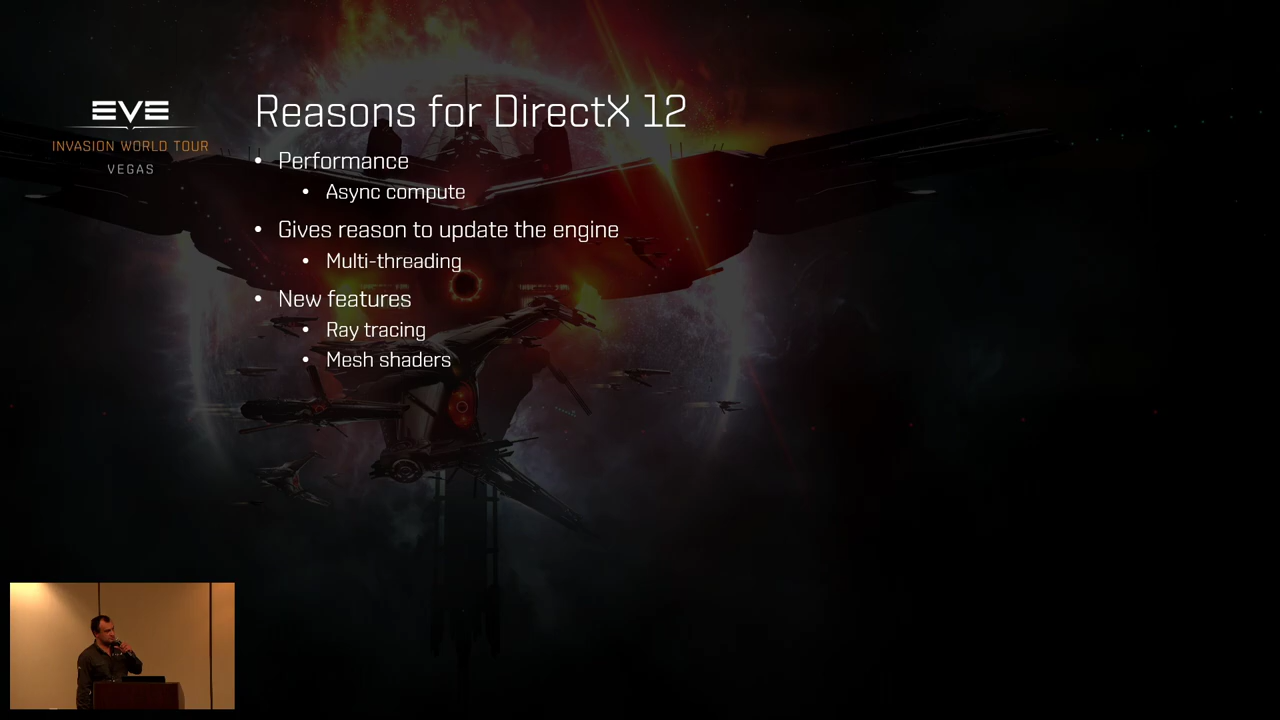 EVE
INVASION WORLD TOUR
VEGAS
Reasons for DirectX 12
• Performance
• Async compute
• Gives reason to update the engine
• Multi-threading
• New features
• Ray tracing
• Mesh shaders